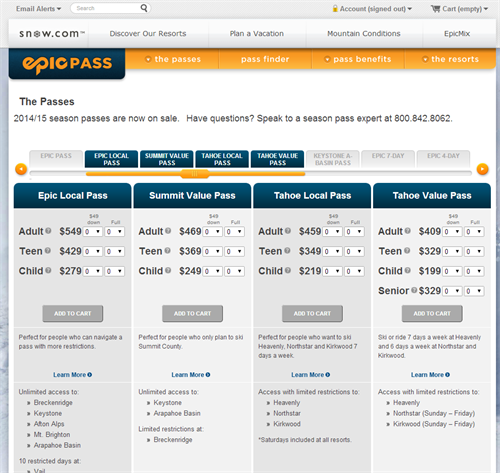 Email Alerts
Search
Account (signed out)
Cart (empty)
snow.com™
Discover Our Resorts
Plan a Vacation
Mountain Conditions
EpicMix
epicPASS
the passes
pass finder
pass benefits
the resorts
The Passes
2014/15 season passes are now on sale. Have questions? Speak to a season pass expert at 800.842.8062.
EPIC PASS
EPIC LOCAL
PASS
SUMMIT VALUE
PASS
TAHOE LOCAL
PASS
TAHOE VALUE
PASS
KEYSTONE A-
BASIN PASS
EPIC 7-DAY
EPIC 4-DAY
Epic Local Pass
$49
down Full
Adult ? $549 0 0
Teen ? $429 0 0
Child ? $279 0 0
ADD TO CART
Perfect for people who can navigate a
pass with more restrictions.
Learn More
Unlimited access to:
» Breckenridge
» Keystone
» Afton Alps
» Mt. Brighton
» Arapahoe Basin
10 restricted days at:
» Vail
Summit Value Pass
$49
down Full
Adult ? $469 0 0
Teen ? $369 0 0
Child ? $249 0 0
ADD TO CART
Perfect for people who only plan to ski
Summit County.
Learn More
Unlimited access to:
» Keystone
» Arapahoe Basin
Limited restrictions at:
» Breckenridge
Tahoe Local Pass
$49
down Full
Adult ? $459 0 0
Teen ? $349 0 0
Child ? $219 0 0
ADD TO CART
Perfect for people who want to ski
Heavenly, Northstar and Kirkwood 7
days a week.
Learn More
Access with limited restrictions to:
» Heavenly
» Northstar
» Kirkwood
*Saturdays included at all resorts.
Tahoe Value Pass
$49
down Full
Adult ? $409 0 0
Teen ? $329 0 0
Child ? $199 0 0
Senior ? $329 0 0
ADD TO CART
Ski or ride 7 days a week at Heavenly
and 6 days a week at Northstar and
Kirkwood.
Learn More
Access with limited restrictions to:
» Heavenly
» Northstar (Sunday – Friday)
» Kirkwood (Sunday – Friday)